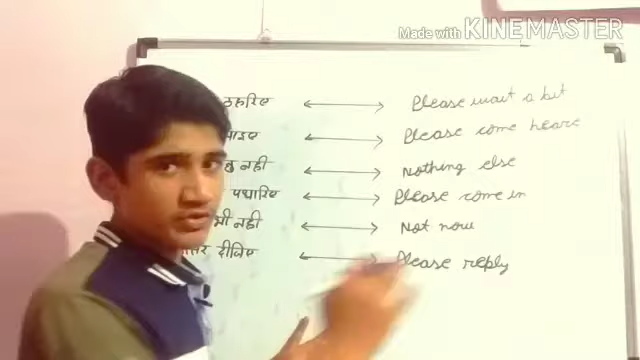 Made with KINEMASTER
ठहरिए ⟷ Please wait a bit
आइए ⟷ Please come heare
नही ⟷ Nothing else
पधारिए ⟷ Please come in
भी नही ⟷ Not now
दीजिए ⟷ Please reply